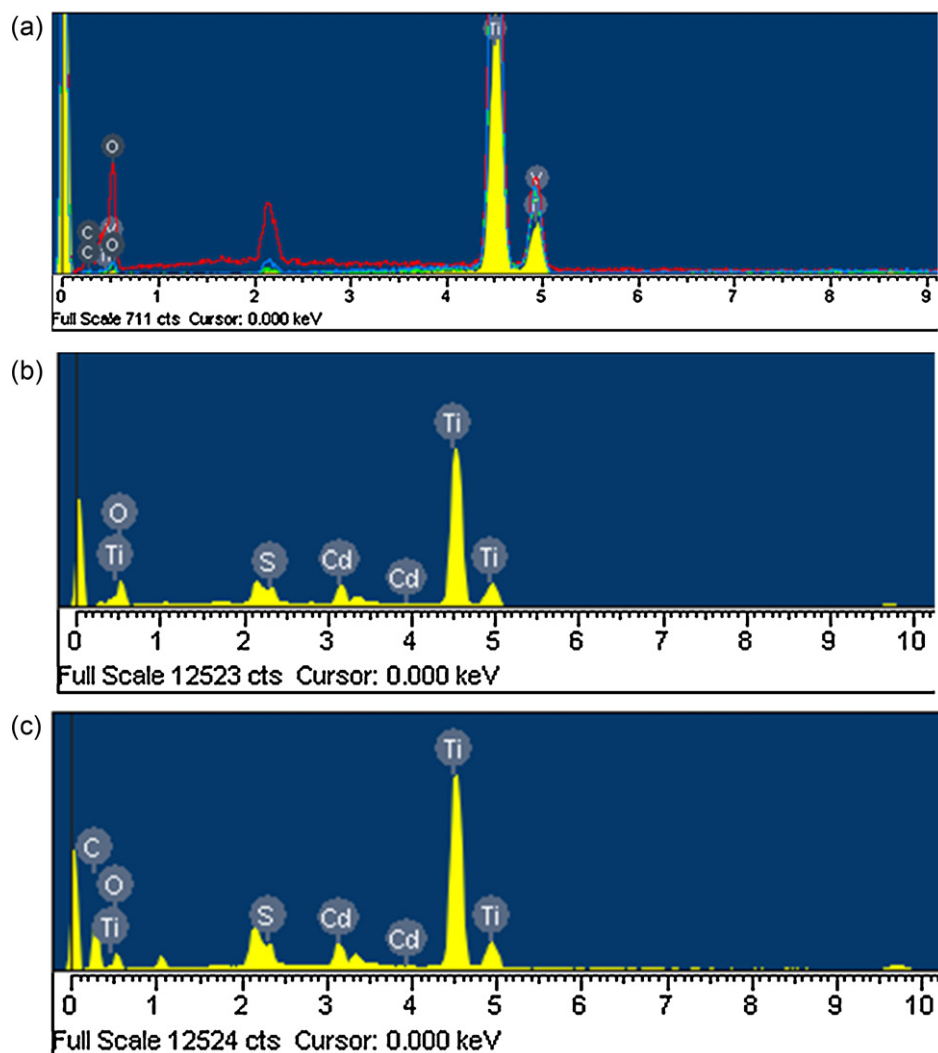 (a)
Ti
O
V
C
V
Ti
C
O
Ti
0 1 2 3 4 5 6 7 8 9
Full Scale 711 cts Cursor: 0.000 keV
(b)
Ti
O
Ti
S
Cd
Cd
Ti
0 1 2 3 4 5 6 7 8 9 10
Full Scale 12523 cts Cursor: 0.000 keV
(c)
Ti
C
O
Ti
S
Cd
Cd
Ti
0 1 2 3 4 5 6 7 8 9 10
Full Scale 12524 cts Cursor: 0.000 keV